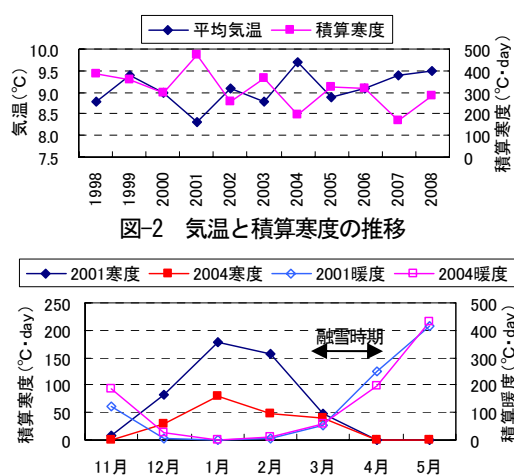 平均気温 積算寒度
10.0 9.5 9.0 8.5 8.0 7.5
気温(℃)
500 400 300 200 100 0
積算寒度(℃・day)
1998 1999 2000 2001 2002 2003 2004 2005 2006 2007 2008
図-2 気温と積算寒度の推移
2001寒度 2004寒度 2001暖度 2004暖度
250 200 150 100 50 0
積算寒度(℃・day)
融雪時期
500 400 300 200 100 0
積算暖度(℃・day)
11月 12月 1月 2月 3月 4月 5月